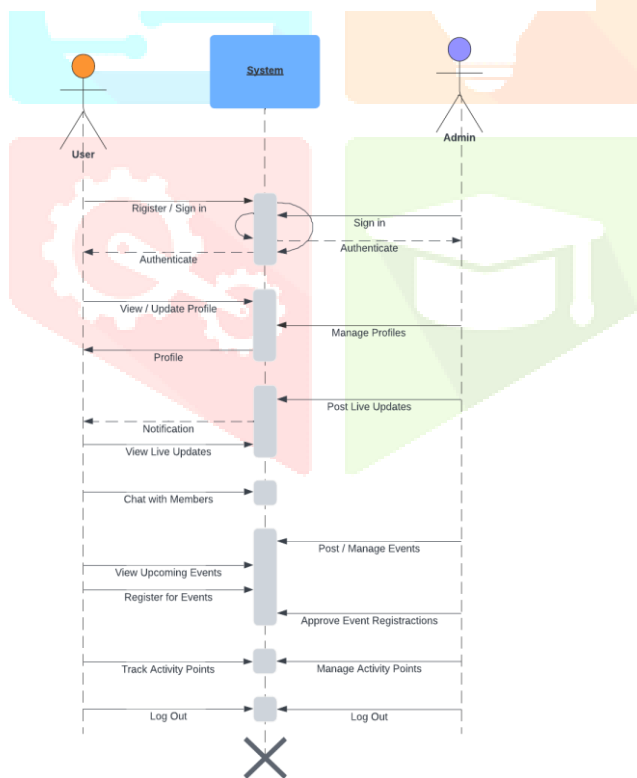 System
User
Admin
Rigister / Sign in
Sign in
Authenticate
Authenticate
View / Update Profile
Manage Profiles
Profile
Post Live Updates
Notification
View Live Updates
Chat with Members
Post / Manage Events
View Upcoming Events
Register for Events
Approve Event Registractions
Track Activity Points
Manage Activity Points
Log Out
Log Out